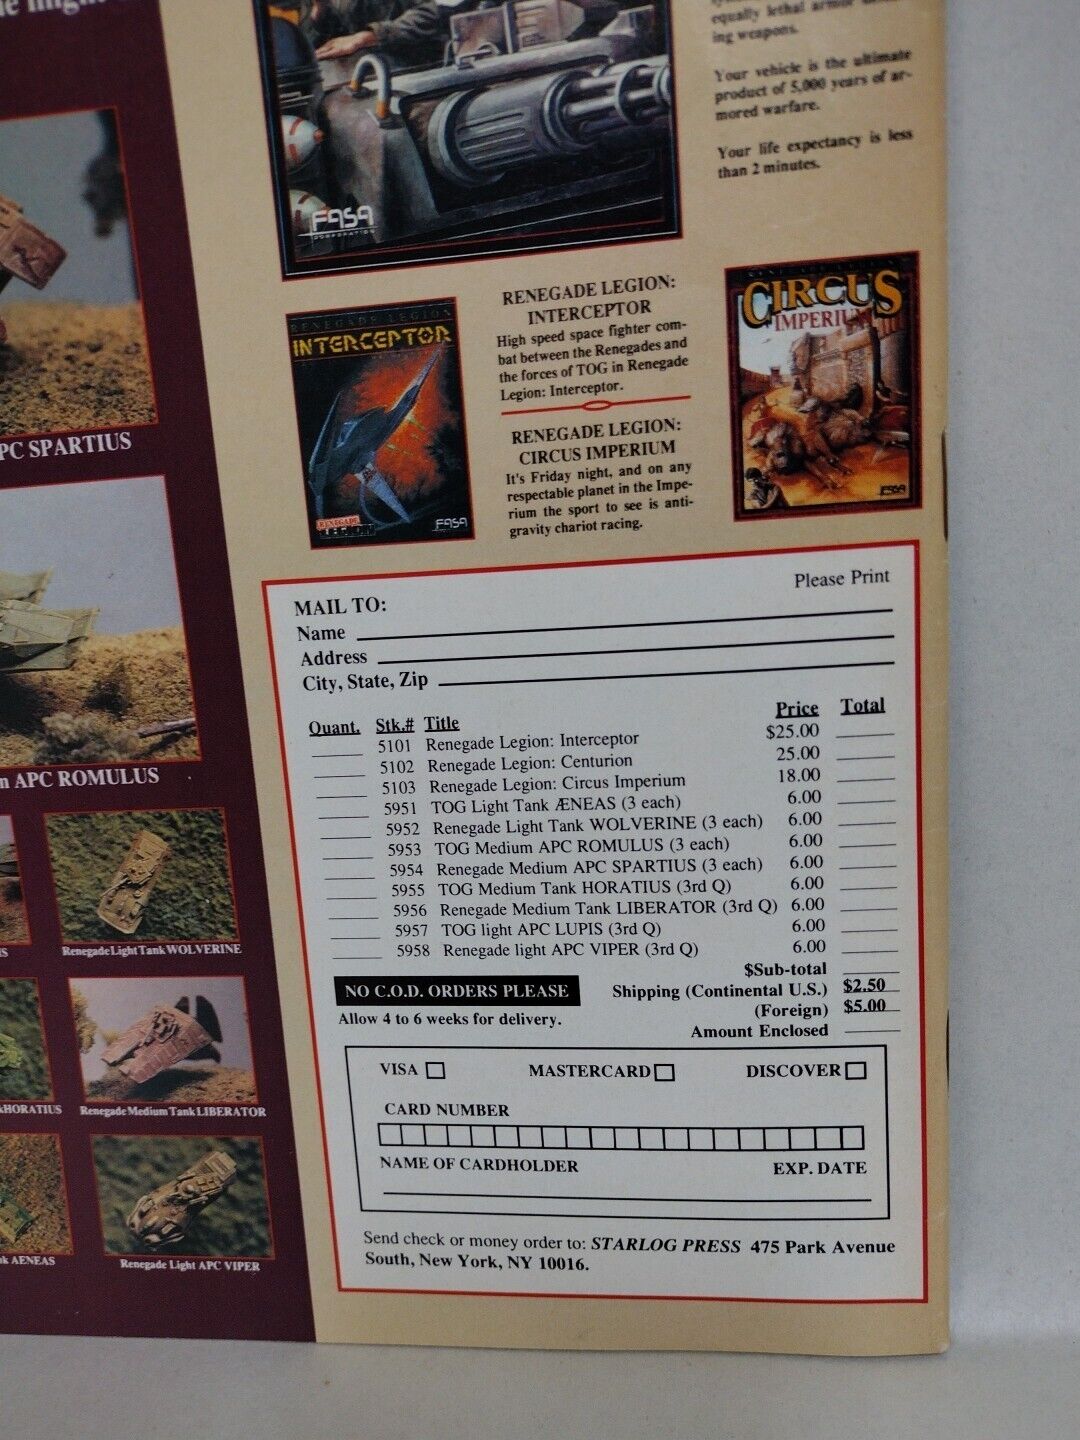 equally lethal armor
ing weapons.
Your vehicle is the ultimate
product of 5,000 years of ar-
mored warfare.
Your life expectancy is less
than 2 minutes.
FASA
CORPORATION
RENEGADE LEGION
INTERCEPTOR
RENEGADE
LEGION
FASA
RENEGADE LEGION:
INTERCEPTOR
High speed space fighter com-
bat between the Renegades and
the forces of TOG in Renegade
Legion: Interceptor.
RENEGADE LEGION:
CIRCUS IMPERIUM
It's Friday night, and on any
respectable planet in the Impe-
rium the sport to see is anti-
gravity chariot racing.
CIRCUS
IMPERIUM
FASA
PC SPARTIUS
APC ROMULUS
Renegade Light Tank WOLVERINE
HORATIUS
Renegade Medium Tank LIBERATOR
AENEAS
Renegade Light APC VIPER
Please Print
MAIL TO:
Name
Address
City, State, Zip
Quant. Stk.# Title Price Total
5101 Renegade Legion: Interceptor $25.00
5102 Renegade Legion: Centurion 25.00
5103 Renegade Legion: Circus Imperium 18.00
5951 TOG Light Tank ÆNEAS (3 each) 6.00
5952 Renegade Light Tank WOLVERINE (3 each) 6.00
5953 TOG Medium APC ROMULUS (3 each) 6.00
5954 Renegade Medium APC SPARTIUS (3 each) 6.00
5955 TOG Medium Tank HORATIUS (3rd Q) 6.00
5956 Renegade Medium Tank LIBERATOR (3rd Q) 6.00
5957 TOG light APC LUPIS (3rd Q) 6.00
5958 Renegade light APC VIPER (3rd Q) 6.00
$Sub-total
NO C.O.D. ORDERS PLEASE Shipping (Continental U.S.) $2.50
(Foreign) $5.00
Allow 4 to 6 weeks for delivery. Amount Enclosed
VISA MASTERCARD DISCOVER
CARD NUMBER
NAME OF CARDHOLDER EXP. DATE
Send check or money order to: STARLOG PRESS 475 Park Avenue
South, New York, NY 10016.